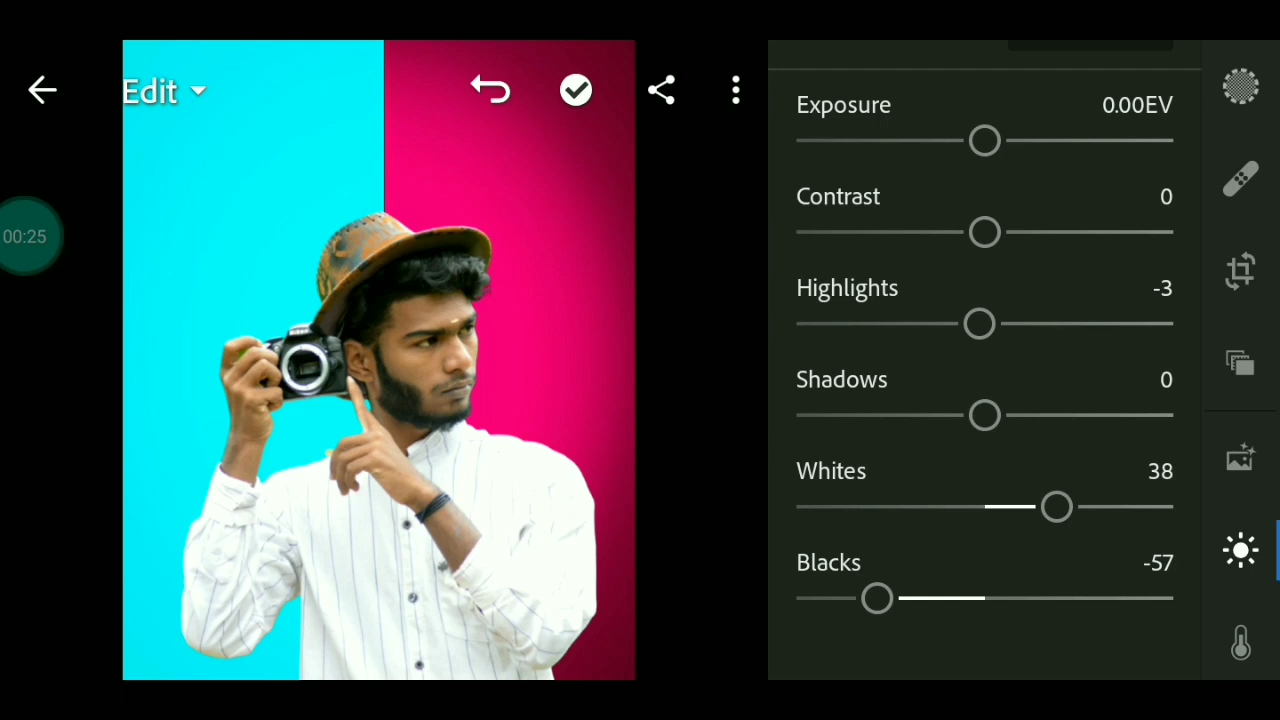 Edit
00:25
Exposure 0.00EV
Contrast 0
Highlights -3
Shadows 0
Whites 38
Blacks -57